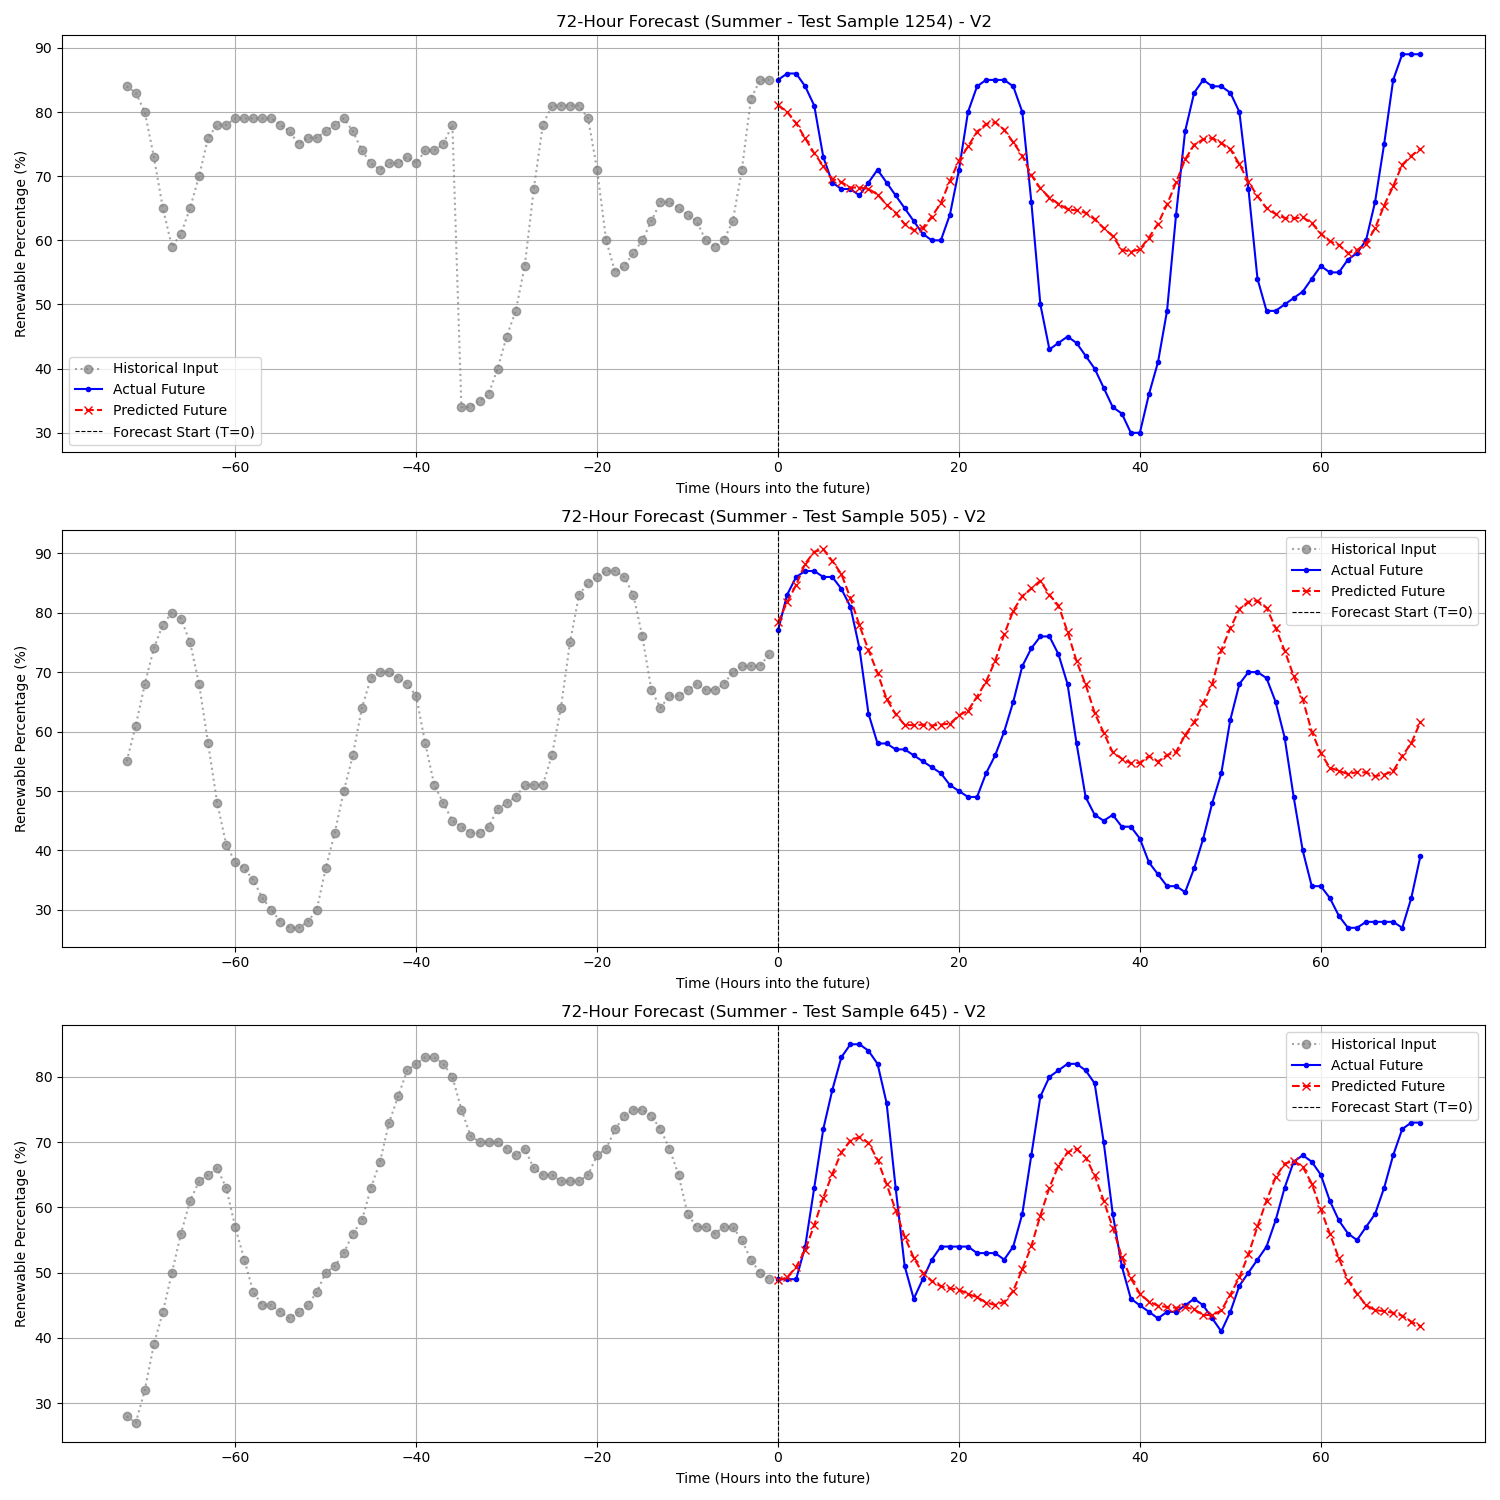 72-Hour Forecast (Summer - Test Sample 1254) - V2
90
80
70
60
50
40
30
Renewable Percentage (%)
Historical Input
Actual Future
Predicted Future
Forecast Start (T=0)
−60 −40 −20 0 20 40 60
Time (Hours into the future)
72-Hour Forecast (Summer - Test Sample 505) - V2
90
80
70
60
50
40
30
Renewable Percentage (%)
Historical Input
Actual Future
Predicted Future
Forecast Start (T=0)
−60 −40 −20 0 20 40 60
Time (Hours into the future)
72-Hour Forecast (Summer - Test Sample 645) - V2
80
70
60
50
40
30
Renewable Percentage (%)
Historical Input
Actual Future
Predicted Future
Forecast Start (T=0)
−60 −40 −20 0 20 40 60
Time (Hours into the future)